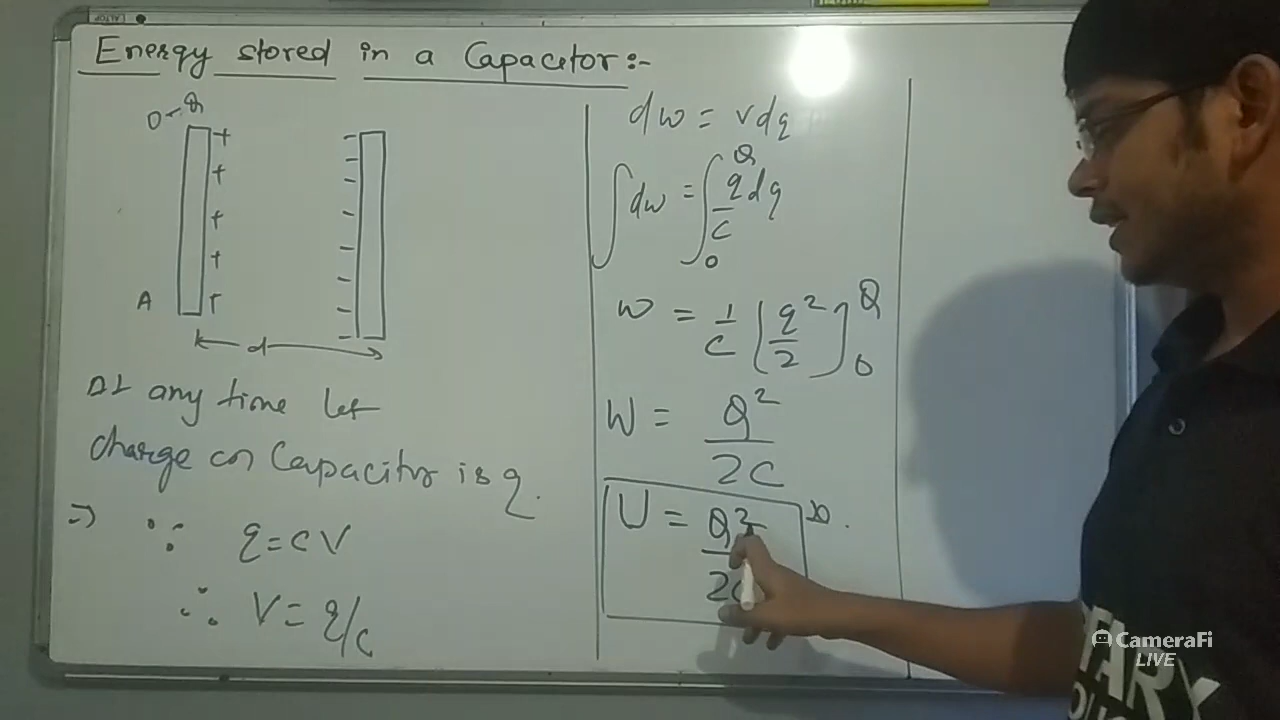 Energy stored in a Capacitor:-
0-Q
+ + + +
A
d
At any time let
charge on Capacitor is q.
=> ∵ q=CV
∴ V=q/C
dw = vdq
∫dw = ∫₀^Q q/C dq
W = 1/C [q²/2]₀^Q
W = Q²/2C
U = Q²/2C
CameraFi
LIVE